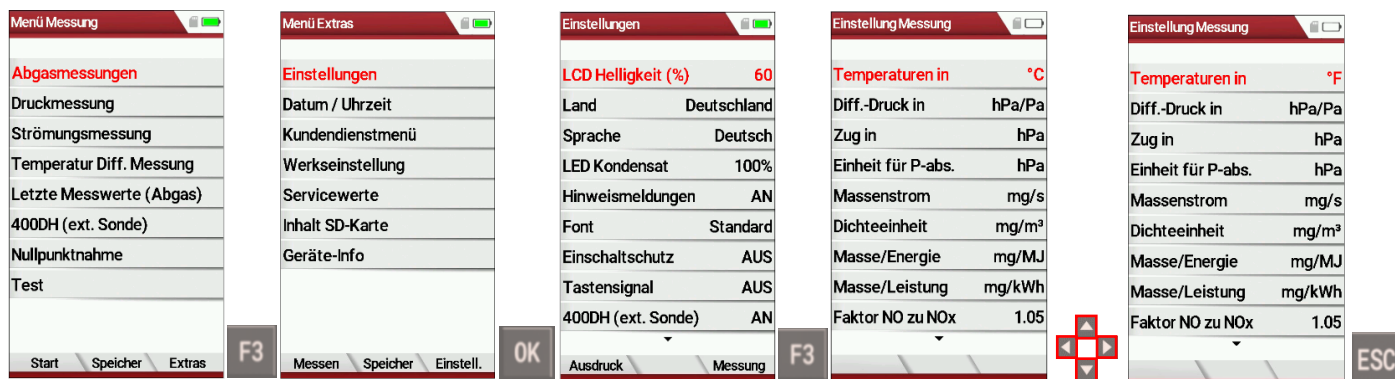 Menü Messung
Abgasmessungen
Druckmessung
Strömungsmessung
Temperatur Diff. Messung
Letzte Messwerte (Abgas)
400DH (ext. Sonde)
Nullpunktnahme
Test
Start Speicher Extras
F3
Menü Extras
Einstellungen
Datum / Uhrzeit
Kundendienstmenü
Werkseinstellung
Servicewerte
Inhalt SD-Karte
Geräte-Info
Messen Speicher Einstell.
OK
Einstellungen
LCD Helligkeit (%) 60
Land Deutschland
Sprache Deutsch
LED Kondensat 100%
Hinweismeldungen AN
Font Standard
Einschaltschutz AUS
Tastensignal AUS
400DH (ext. Sonde) AN
Ausdruck Messung
F3
Einstellung Messung
Temperaturen in °C
Diff.-Druck in hPa/Pa
Zug in hPa
Einheit für P-abs. hPa
Massenstrom mg/s
Dichteeinheit mg/m³
Masse/Energie mg/MJ
Masse/Leistung mg/kWh
Faktor NO zu NOx 1.05
Einstellung Messung
Temperaturen in °F
Diff.-Druck in hPa/Pa
Zug in hPa
Einheit für P-abs. hPa
Massenstrom mg/s
Dichteeinheit mg/m³
Masse/Energie mg/MJ
Masse/Leistung mg/kWh
Faktor NO zu NOx 1.05
ESC